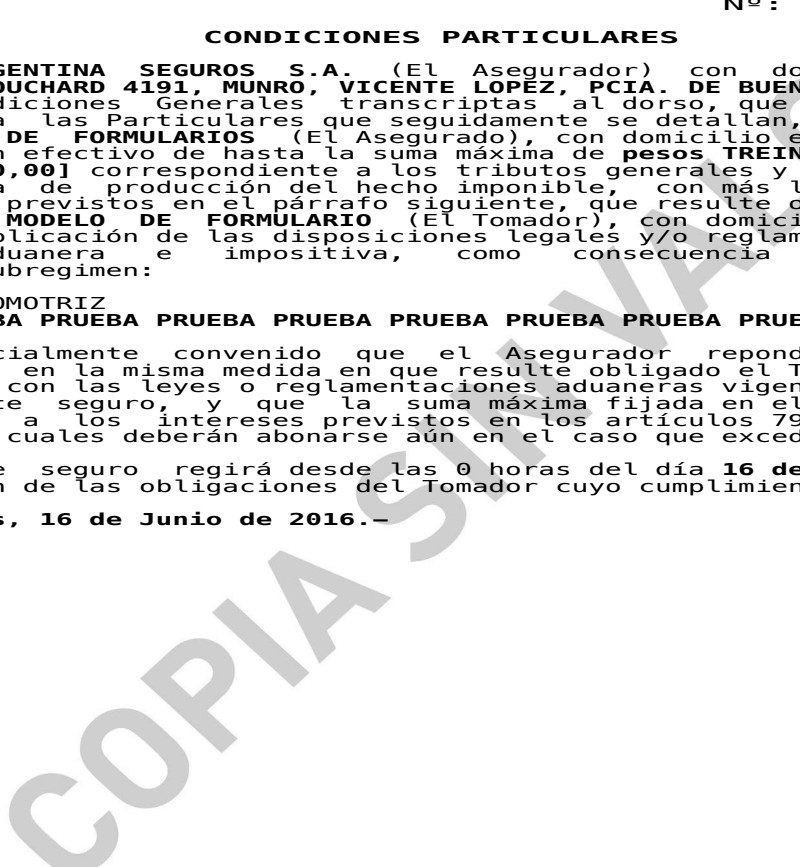 Nº:
CONDICIONES PARTICULARES
GENTINA SEGUROS S.A. (El Asegurador) con do
OUCHARD 4191, MUNRO, VICENTE LOPEZ, PCIA. DE BUEN
diciones Generales transcriptas al dorso, que
a las Particulares que seguidamente se detallan,
DE FORMULARIOS (El Asegurado), con domicilio e
n efectivo de hasta la suma máxima de pesos TREIN
0,00] correspondiente a los tributos generales y
a de producción del hecho imponible, con más l
previstos en el párrafo siguiente, que resulte o
MODELO DE FORMULARIO (El Tomador), con domici
plicación de las disposiciones legales y/o reglam
duanera e impositiva, como consecuencia
ubregimen:
OMOTRIZ
BA PRUEBA PRUEBA PRUEBA PRUEBA PRUEBA PRUEBA PRUE
cialmente convenido que el Asegurador repond
en la misma medida en que resulte obligado el T
con las leyes o reglamentaciones aduaneras vigen
te seguro, y que la suma máxima fijada en el
a los intereses previstos en los artículos 79
cuales deberán abonarse aún en el caso que exced
e seguro regirá desde las 0 horas del día 16 de
n de las obligaciones del Tomador cuyo cumplimien
s, 16 de Junio de 2016.—
COPIA SIN VALO